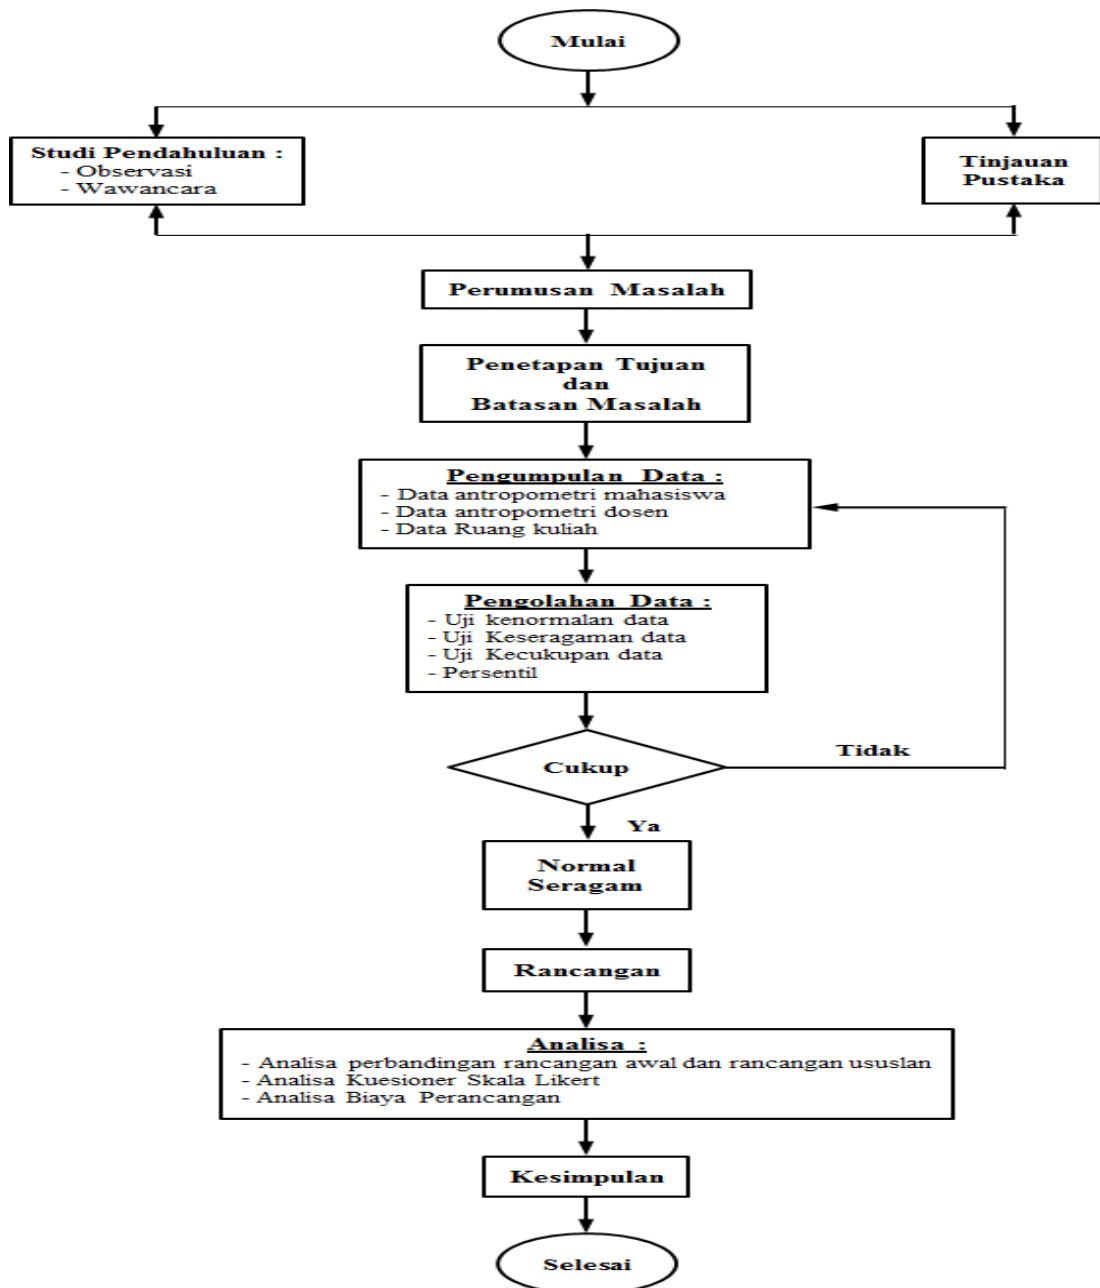 Mulai
Studi Pendahuluan :
- Observasi
- Wawancara
Tinjauan
Pustaka
Perumusan Masalah
Penetapan Tujuan
dan
Batasan Masalah
Pengumpulan Data :
- Data antropometri mahasiswa
- Data antropometri dosen
- Data Ruang kuliah
Pengolahan Data :
- Uji kenormalan data
- Uji Keseragaman data
- Uji Kecukupan data
- Persentil
Cukup
Tidak
Ya
Normal
Seragam
Rancangan
Analisa :
- Analisa perbandingan rancangan awal dan rancangan ususlan
- Analisa Kuesioner Skala Likert
- Analisa Biaya Perancangan
Kesimpulan
Selesai